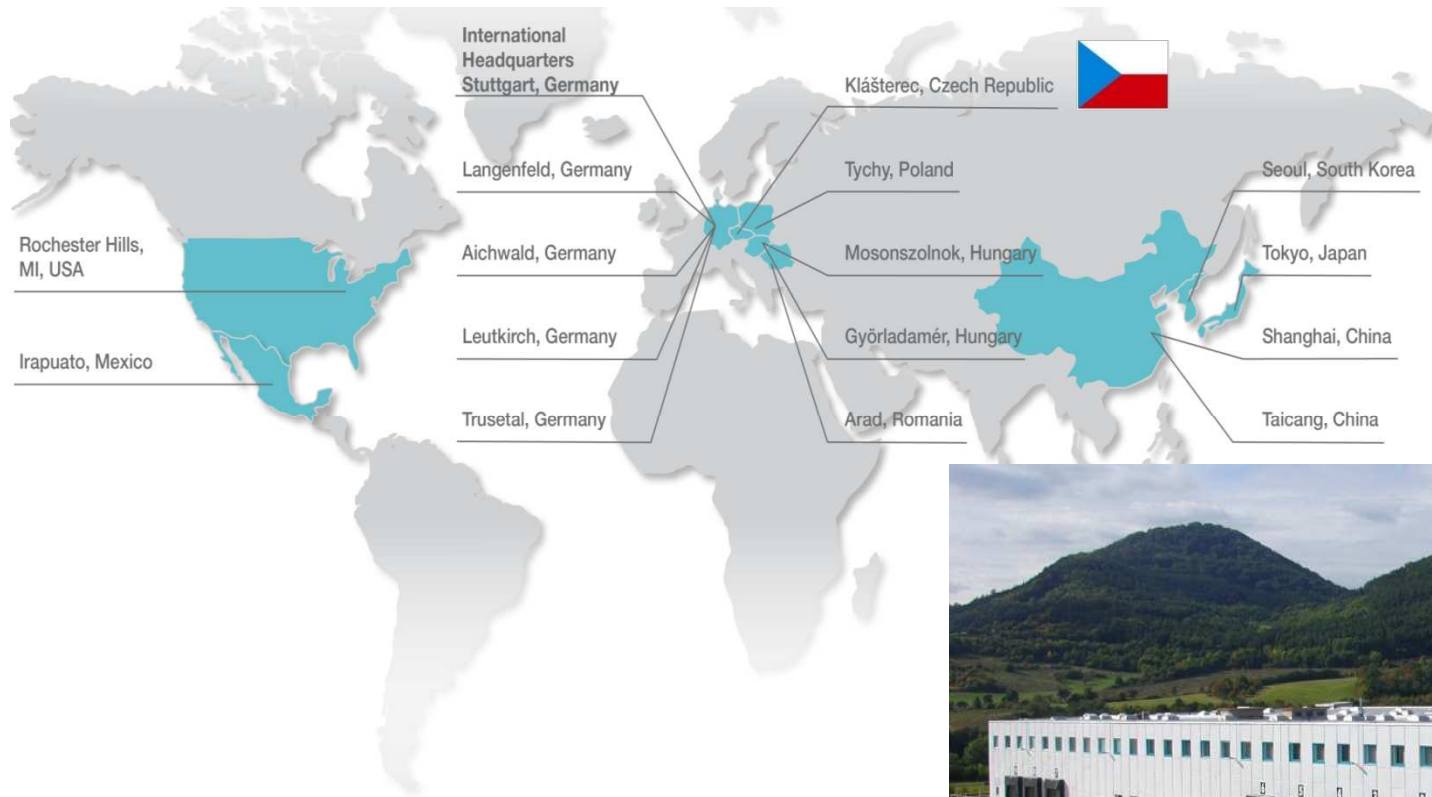 International
Headquarters
Stuttgart, Germany
Klášterec, Czech Republic
Langenfeld, Germany
Tychy, Poland
Seoul, South Korea
Rochester Hills,
MI, USA
Aichwald, Germany
Mosonszolnok, Hungary
Tokyo, Japan
Irapuato, Mexico
Leutkirch, Germany
Györladamér, Hungary
Shanghai, China
Trusetal, Germany
Arad, Romania
Taicang, China